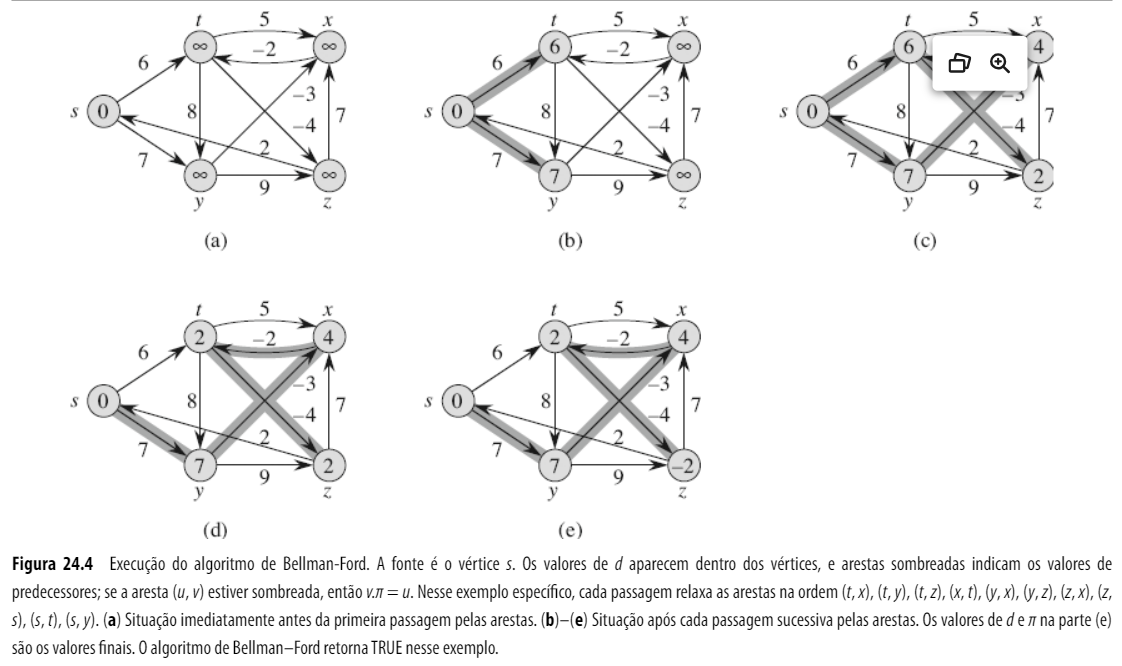 t 5 x
∞ –2 ∞
6
s 0 8 –3 7
–4
7 2
∞ 9 ∞
y z
(a)
t 5 x
6 –2 ∞
6
s 0 8 –3 7
–4
7 2
7 9 ∞
y z
(b)
t 5 x
6 4
6
s 0 8 7
–4
7 2
7 9 2
y z
(c)
t 5 x
2 –2 4
6
s 0 8 –3 7
–4
7 2
7 9 2
y z
(d)
t 5 x
2 –2 4
6
s 0 8 –3 7
–4
7 2
7 9 –2
y z
(e)
Figura 24.4 Execução do algoritmo de Bellman-Ford. A fonte é o vértice s. Os valores de d aparecem dentro dos vértices, e arestas sombreadas indicam os valores de
predecessores; se a aresta (u, v) estiver sombreada, então v.π = u. Nesse exemplo específico, cada passagem relaxa as arestas na ordem (t, x), (t, y), (t, z), (x, t), (y, x), (y, z), (z, x), (z,
s), (s, t), (s, y). (a) Situação imediatamente antes da primeira passagem pelas arestas. (b)–(e) Situação após cada passagem sucessiva pelas arestas. Os valores de d e π na parte (e)
são os valores finais. O algoritmo de Bellman–Ford retorna TRUE nesse exemplo.